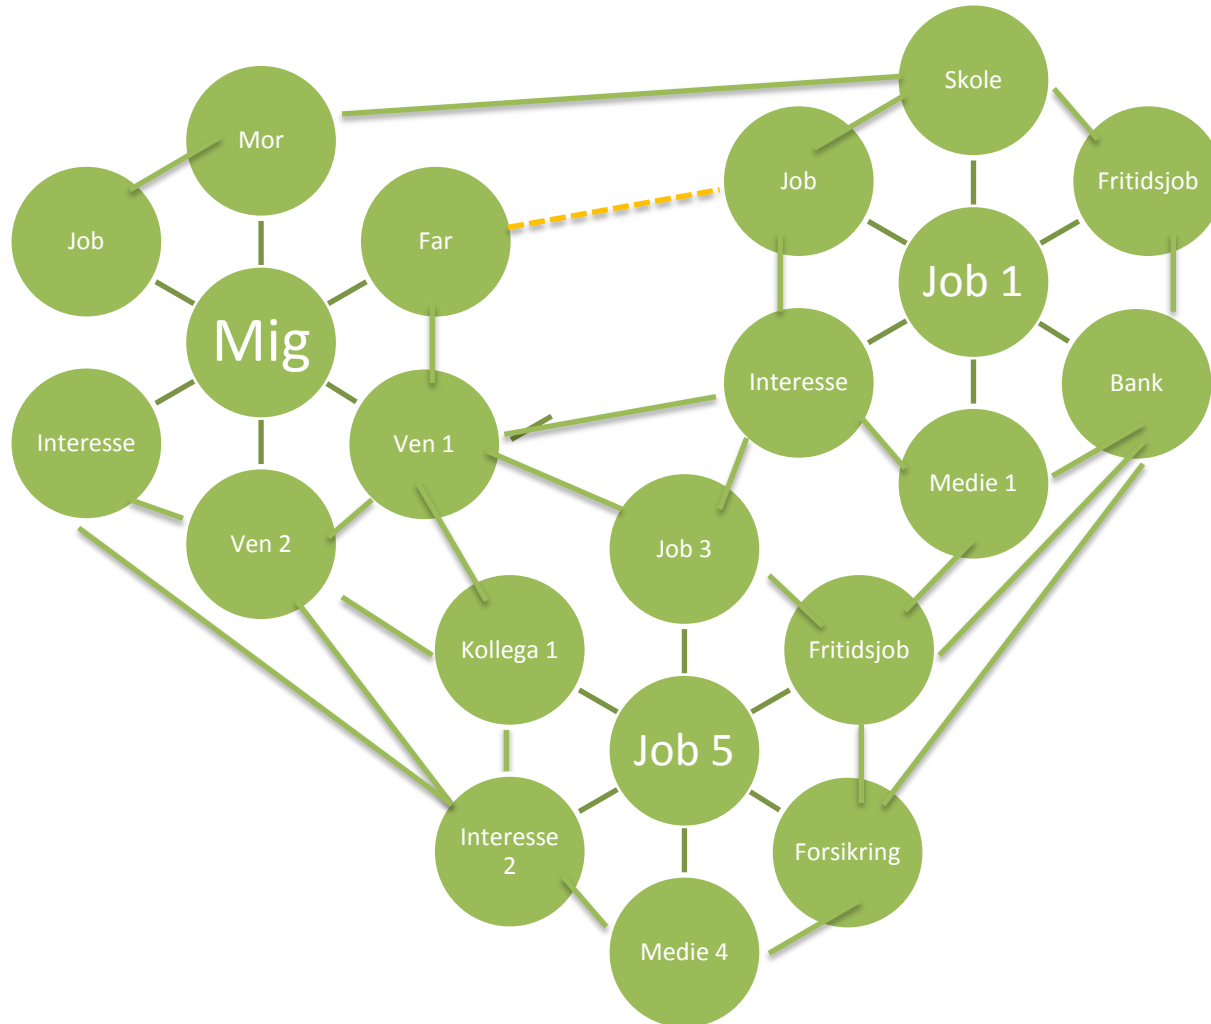 Skole
Mor
Job
Fritidsjob
Job
Far
Job 1
Mig
Interesse
Bank
Interesse
Ven 1
Medie 1
Ven 2
Job 3
Kollega 1
Fritidsjob
Job 5
Interesse
2
Forsikring
Medie 4